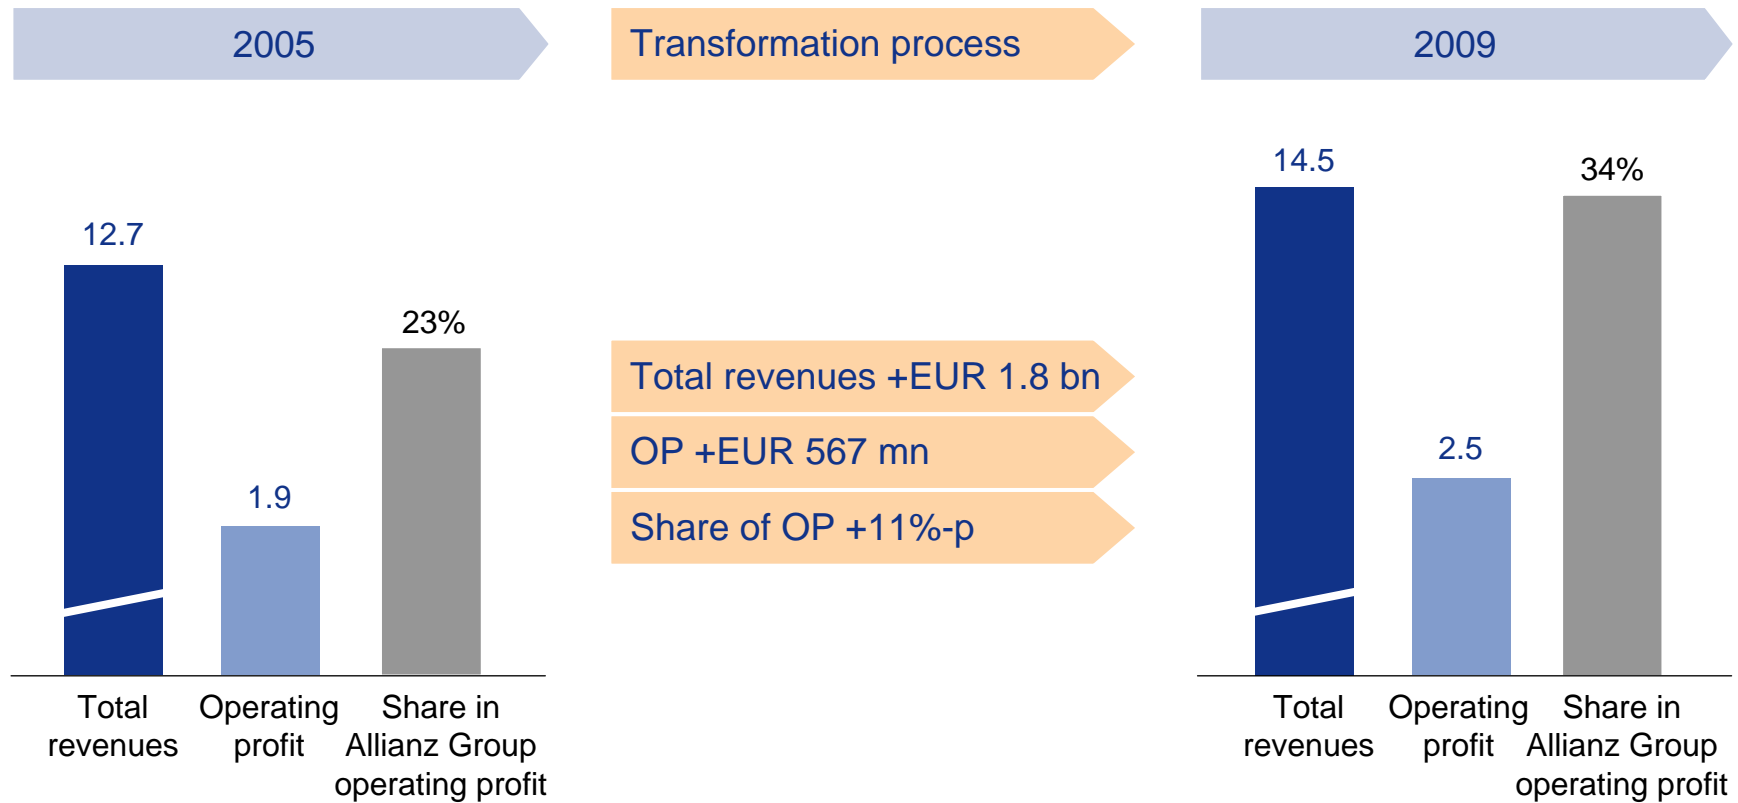 2005
Transformation process
2009
12.7
1.9
23%
Total
revenues
Operating
profit
Share in
Allianz Group
operating profit
Total revenues +EUR 1.8 bn
OP +EUR 567 mn
Share of OP +11%-p
14.5
2.5
34%
Total
revenues
Operating
profit
Share in
Allianz Group
operating profit